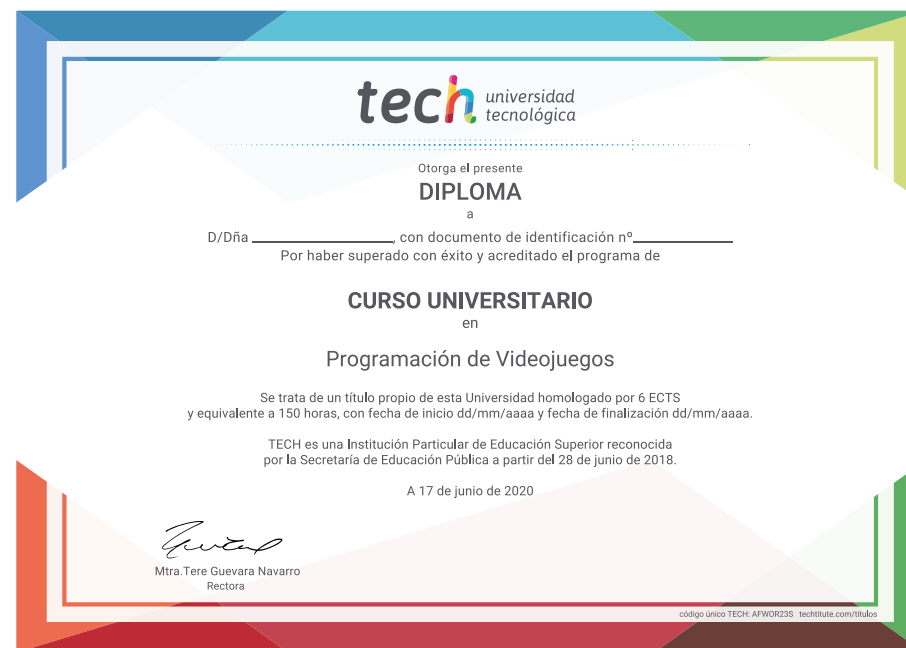 tech universidad
tecnológica
Otorga el presente
DIPLOMA
a
D/Dña ____________, con documento de identificación nº____________
Por haber superado con éxito y acreditado el programa de
CURSO UNIVERSITARIO
en
Programación de Videojuegos
Se trata de un título propio de esta Universidad homologado por 6 ECTS
y equivalente a 150 horas, con fecha de inicio dd/mm/aaaa y fecha de finalización dd/mm/aaaa.
TECH es una Institución Particular de Educación Superior reconocida
por la Secretaría de Educación Pública a partir del 28 de junio de 2018.
A 17 de junio de 2020
Mtra.Tere Guevara Navarro
Rectora
código único TECH: AFWOR23S techtitute.com/titulos